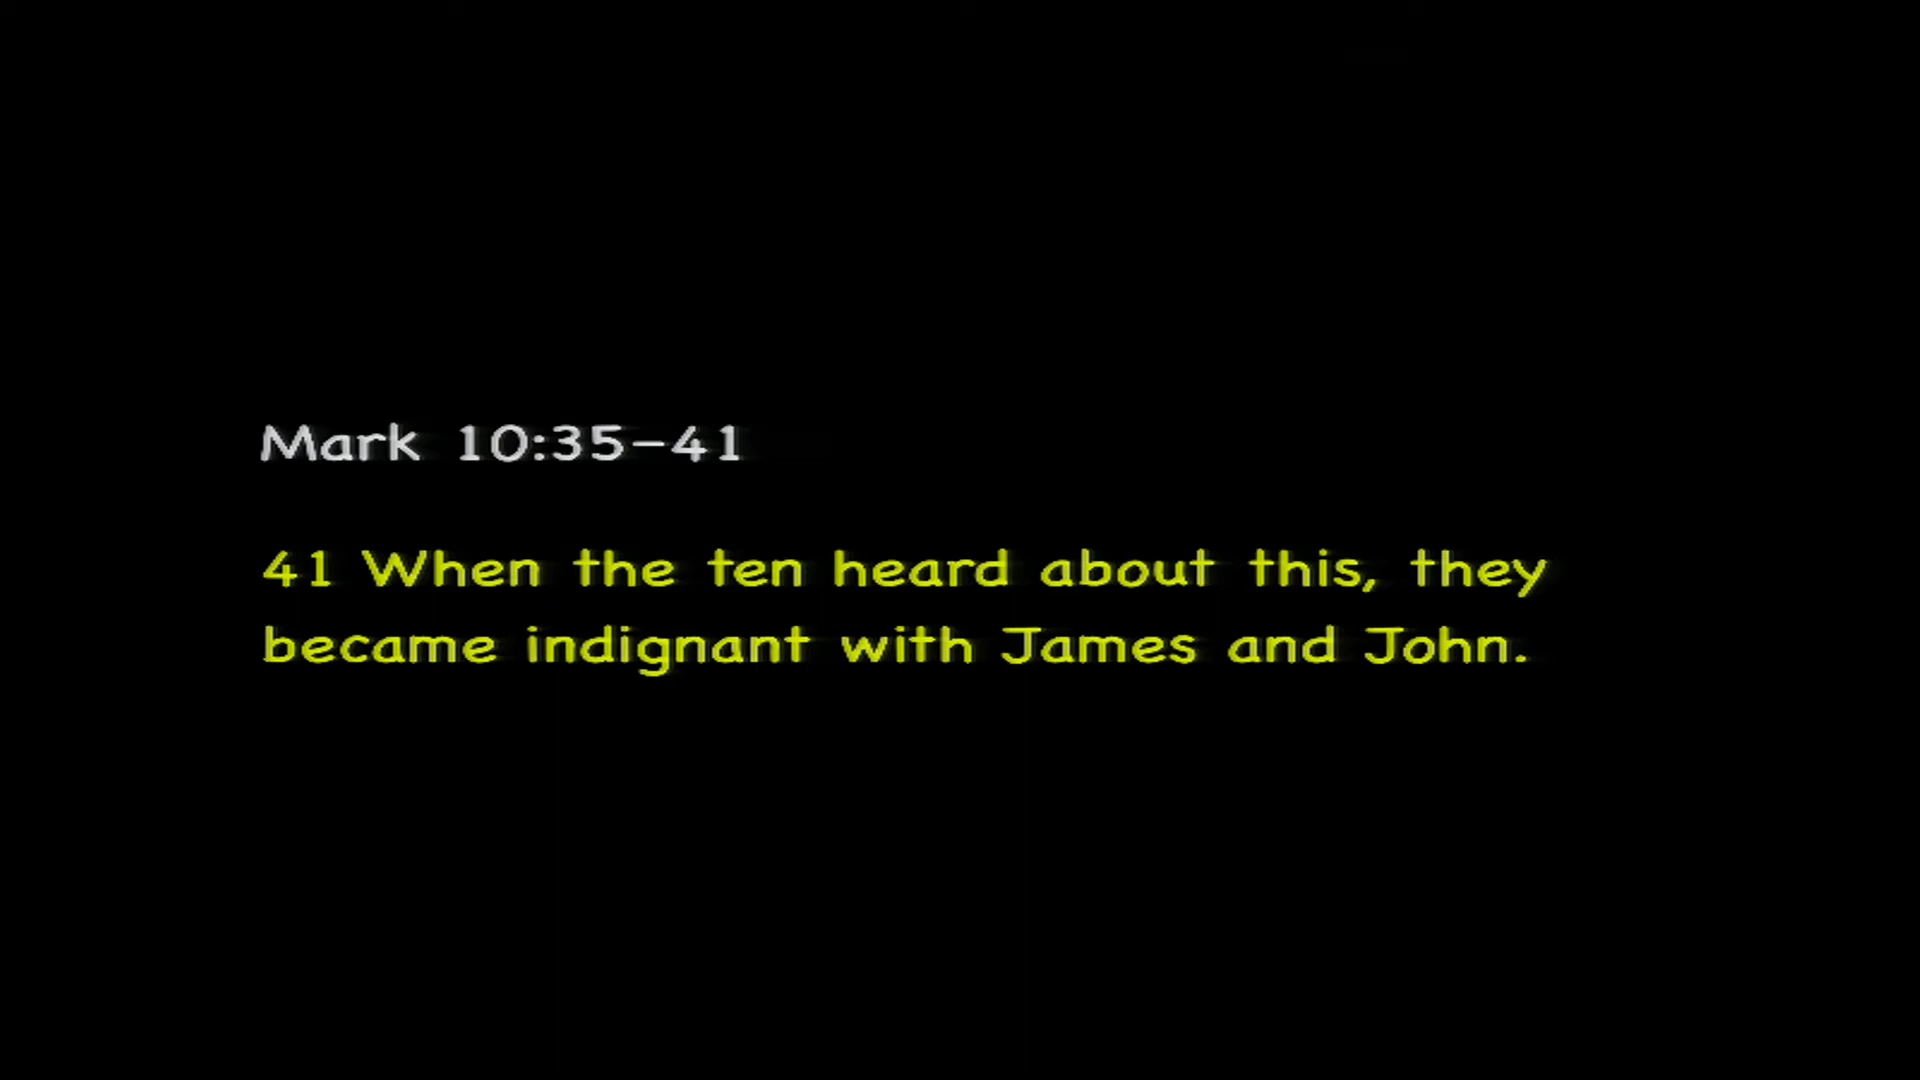 Mark 10:35-41
41 When the ten heard about this, they
became indignant with James and John.